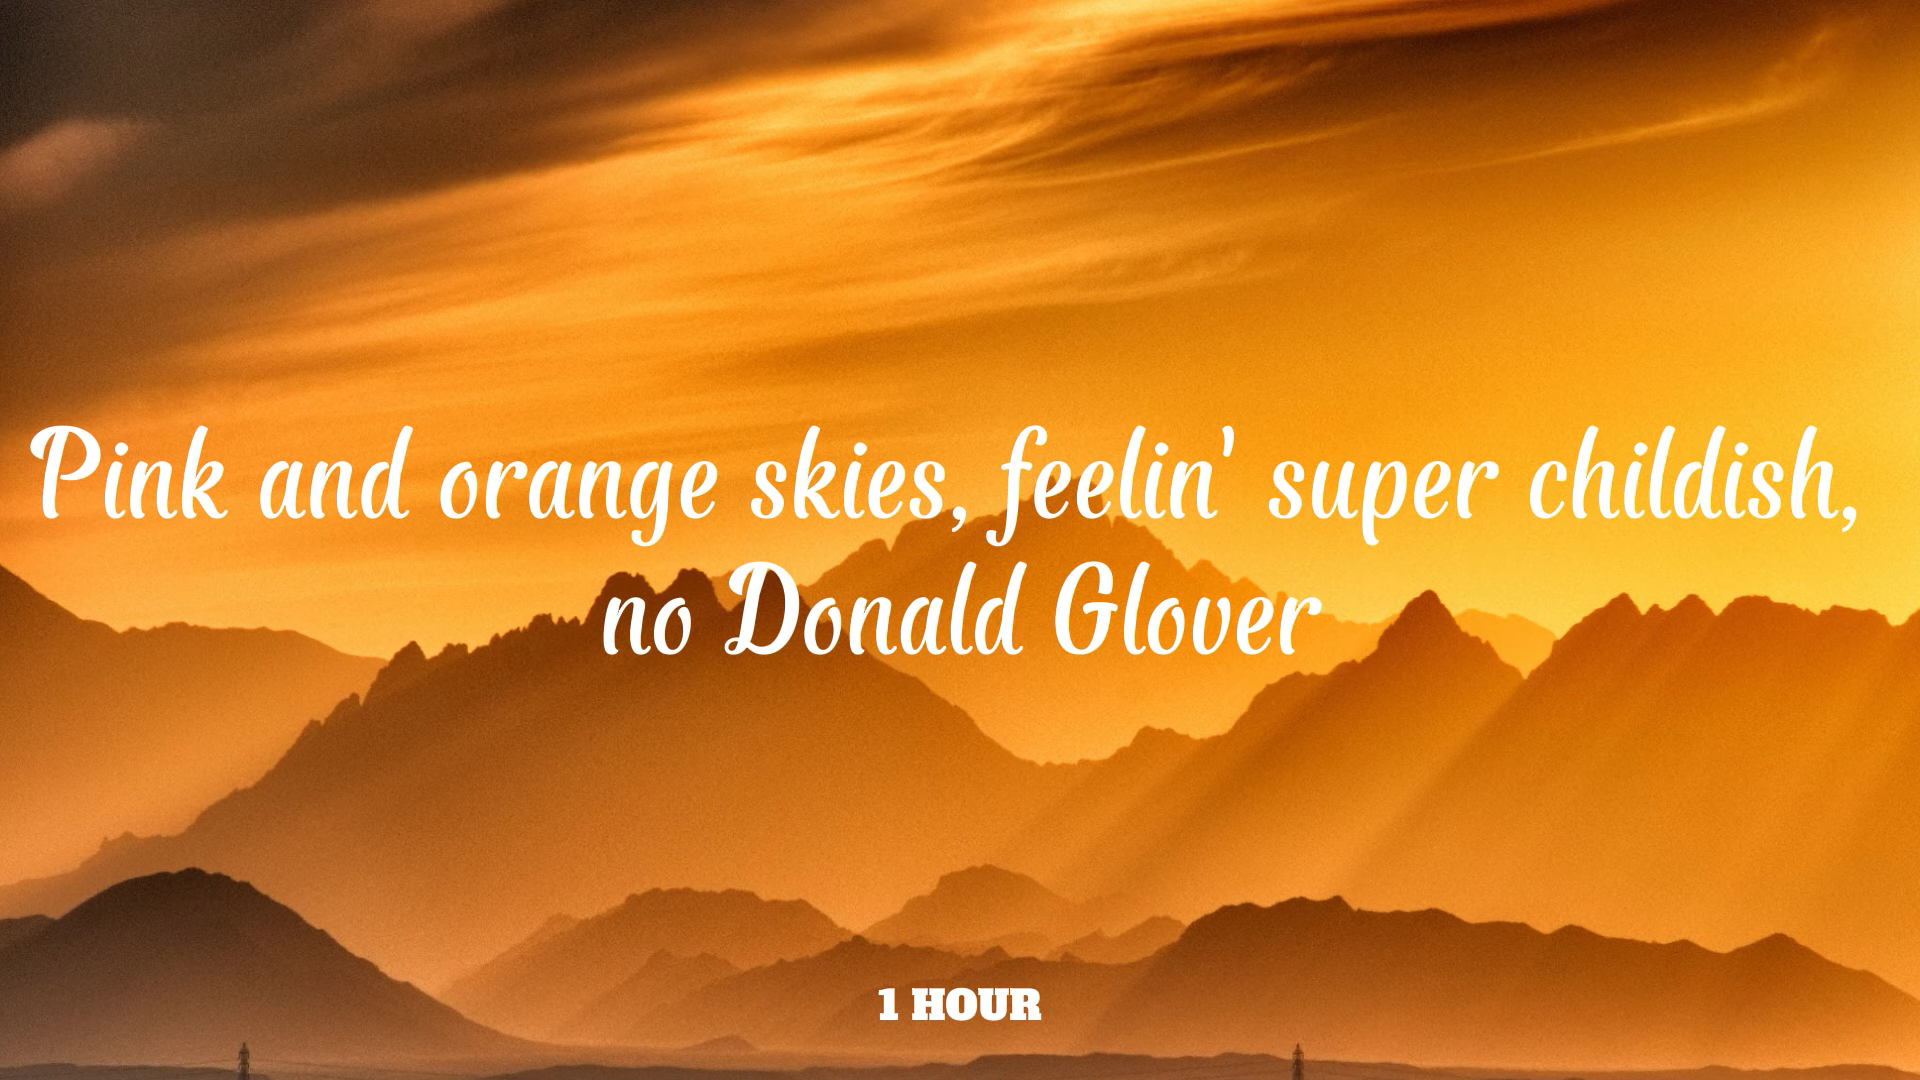 Pink and orange skies, feelin' super childish,
no Donald Glover
1 HOUR